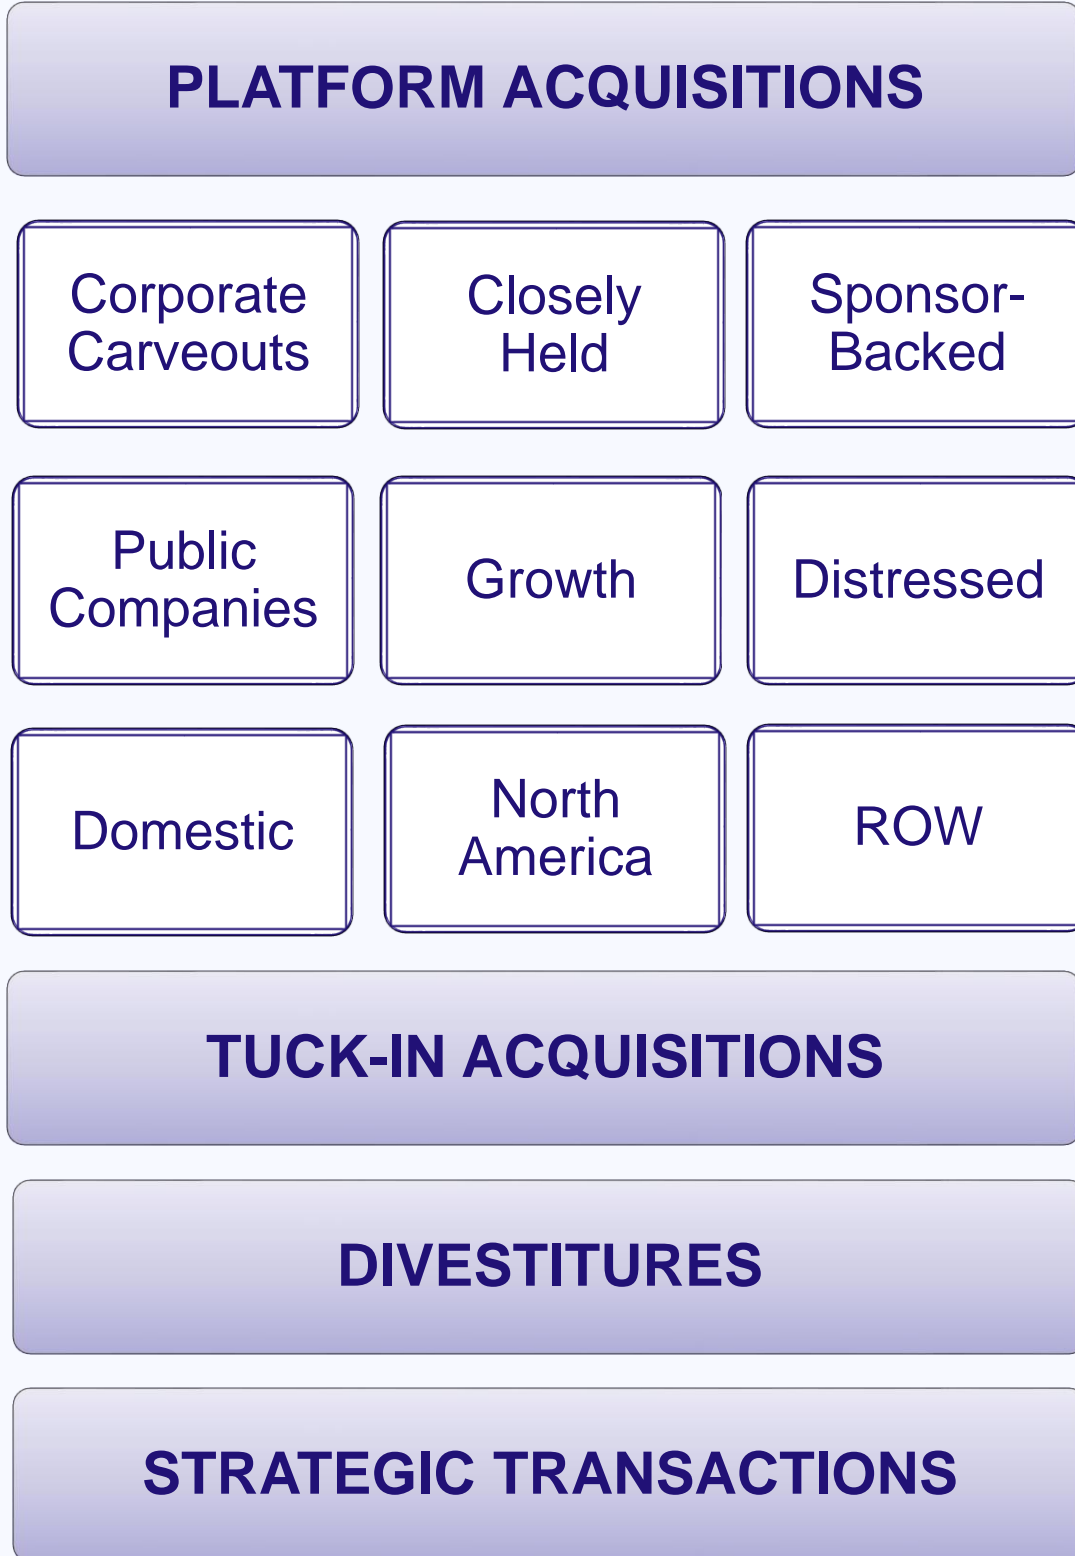 PLATFORM ACQUISITIONS
Corporate
Carveouts
Closely
Held
Sponsor-
Backed
Public
Companies
Growth
Distressed
Domestic
North
America
ROW
TUCK-IN ACQUISITIONS
DIVESTITURES
STRATEGIC TRANSACTIONS